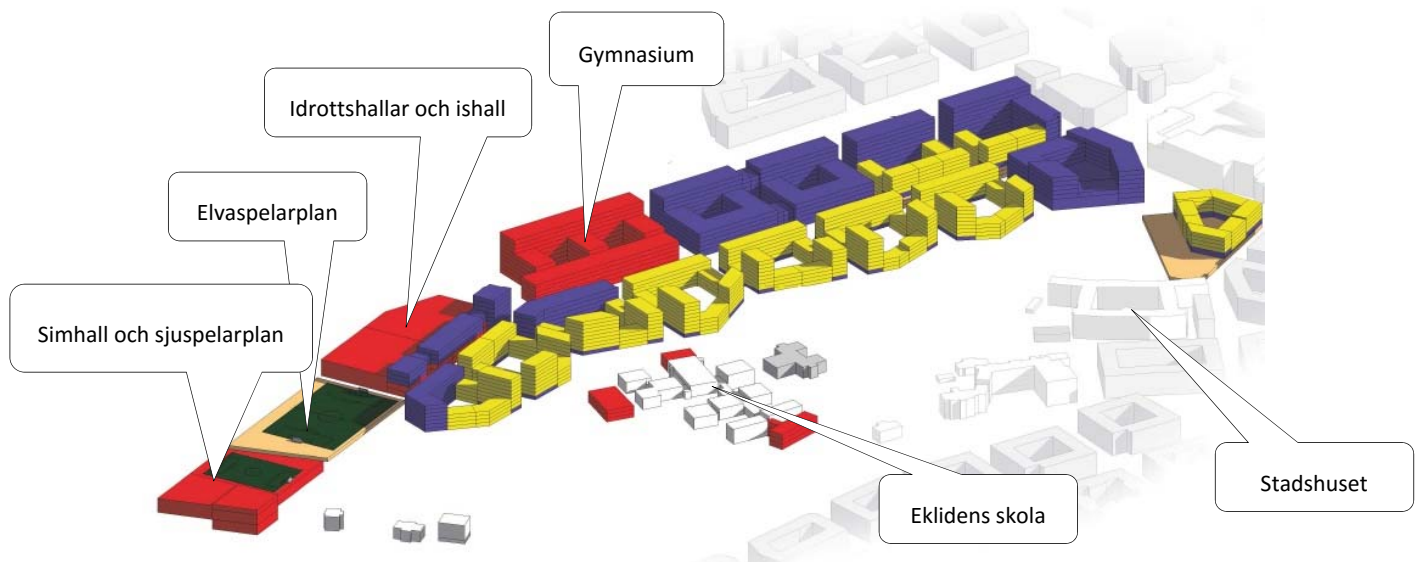 Gymnasium
Idrottshallar och ishall
Elvaspelarplan
Simhall och sjuspelarplan
Stadshuset
Eklidens skola